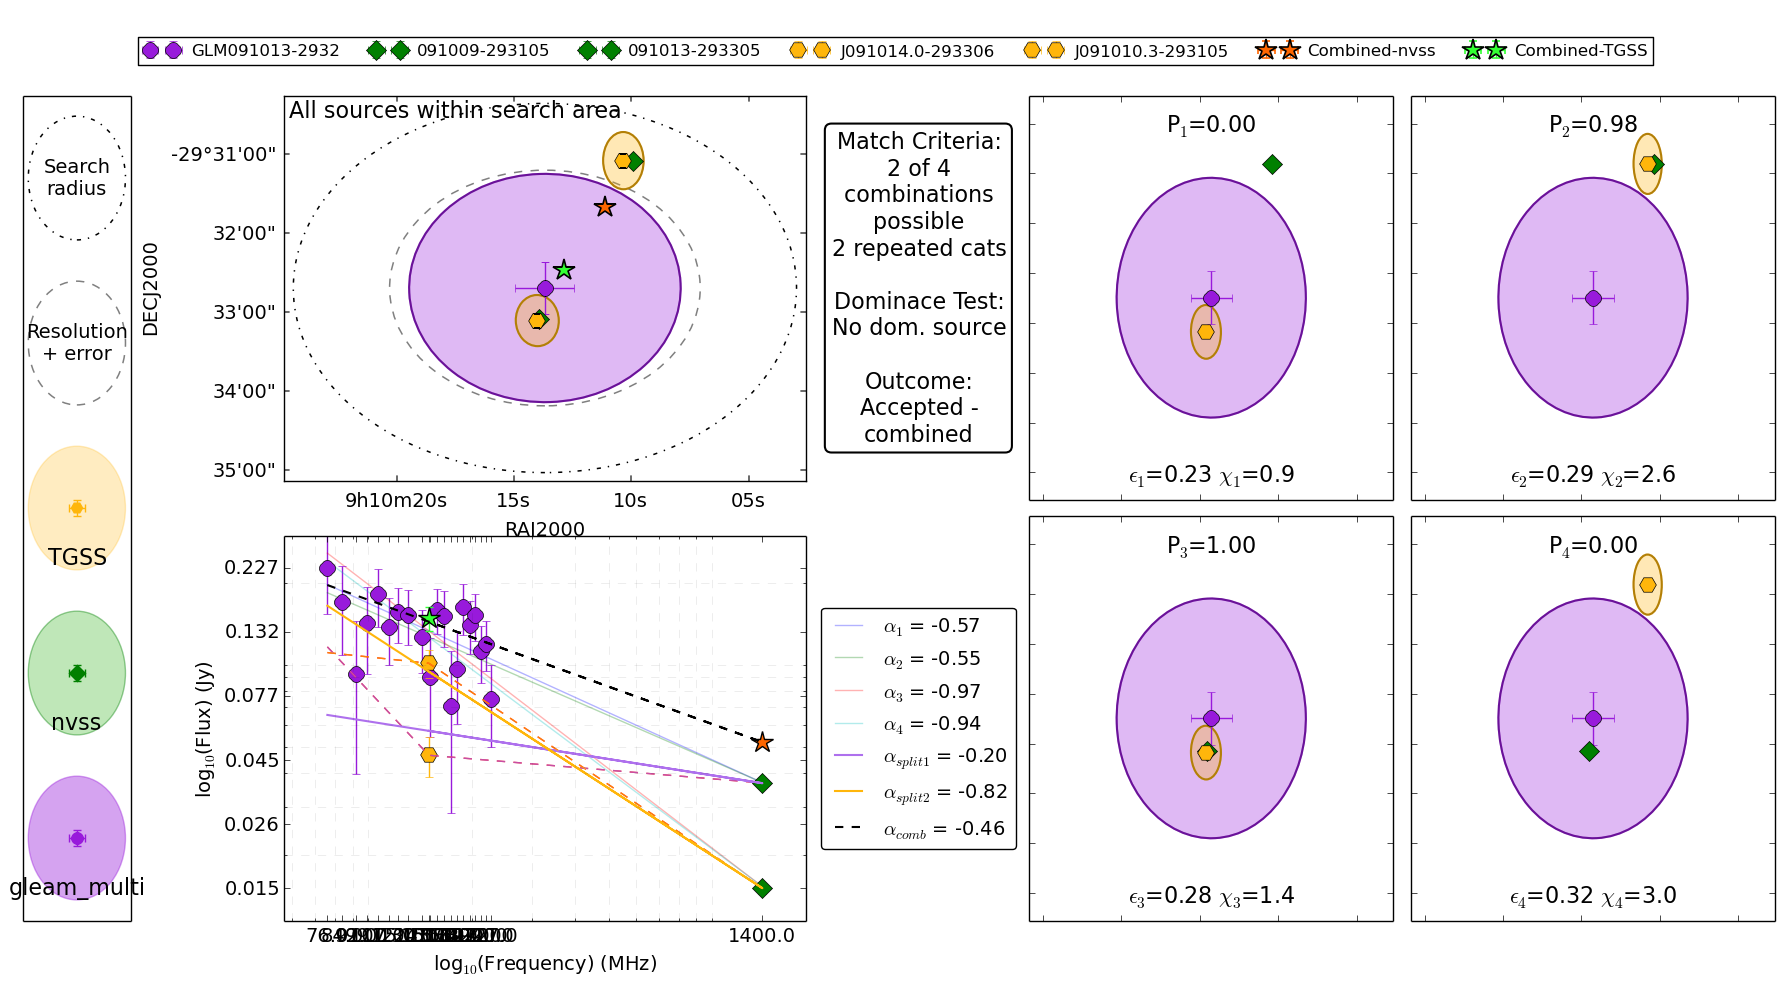 GLM091013-2932 091009-293105 091013-293305 J091014.0-293306 J091010.3-293105 Combined-nvss Combined-TGSS
Search
radius
Resolution
+ error
TGSS
nvss
gleam_multi
All sources within search area
DECJ2000
-29°31'00"
32'00"
33'00"
34'00"
35'00"
9h10m20s 15s 10s 05s
RAJ2000
Match Criteria:
2 of 4
combinations
possible
2 repeated cats
Dominace Test:
No dom. source
Outcome:
Accepted -
combined
P1=0.00
ϵ1=0.23 χ1=0.9
P2=0.98
ϵ2=0.29 χ2=2.6
P3=1.00
ϵ3=0.28 χ3=1.4
P4=0.00
ϵ4=0.32 χ4=3.0
log10(Flux) (Jy)
0.227
0.132
0.077
0.045
0.026
0.015
1400.0
log10(Frequency) (MHz)
α1 = -0.57
α2 = -0.55
α3 = -0.97
α4 = -0.94
αsplit1 = -0.20
αsplit2 = -0.82
αcomb = -0.46